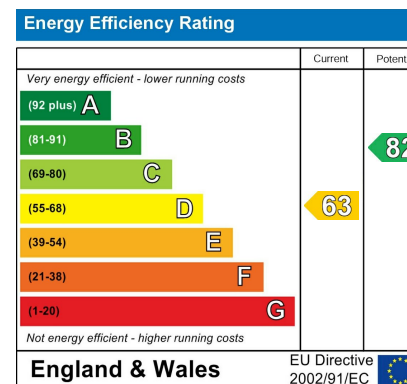 Energy Efficiency Rating
Current Potent
Very energy efficient - lower running costs
(92 plus) A
(81-91) B
82
(69-80) C
(55-68) D
63
(39-54) E
(21-38) F
(1-20) G
Not energy efficient - higher running costs
England & Wales
EU Directive
2002/91/EC